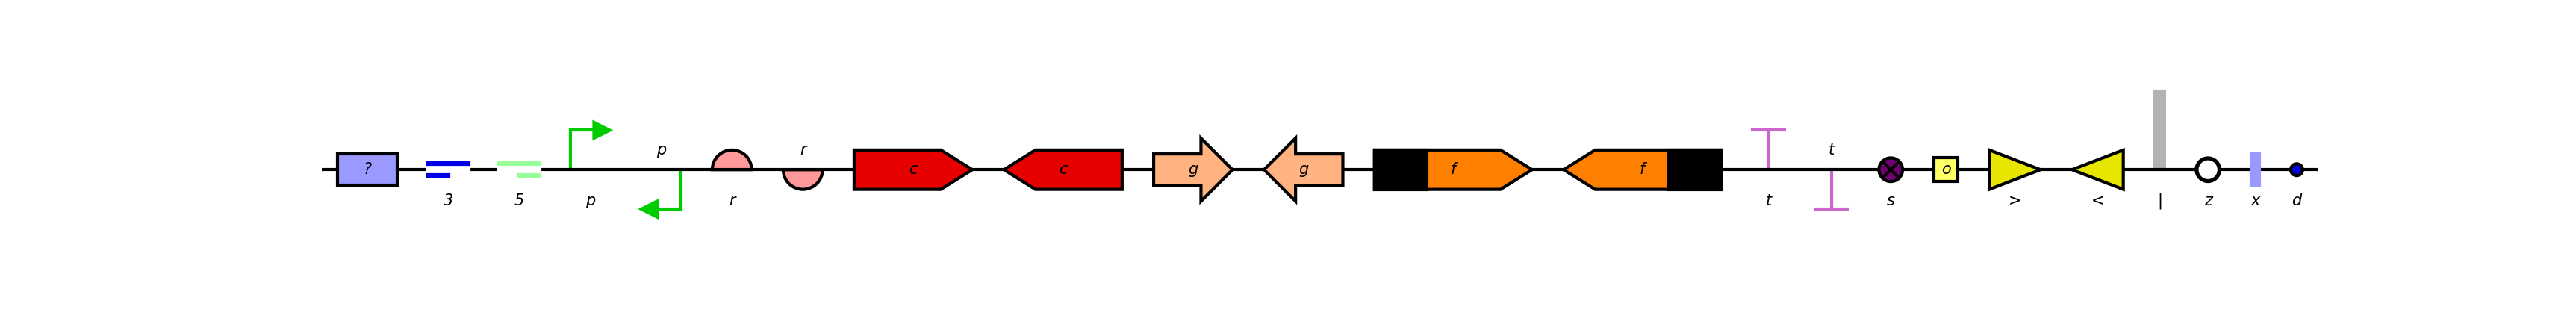 ? 3 5 p p r r c c g g f f t t s o > < | z x d